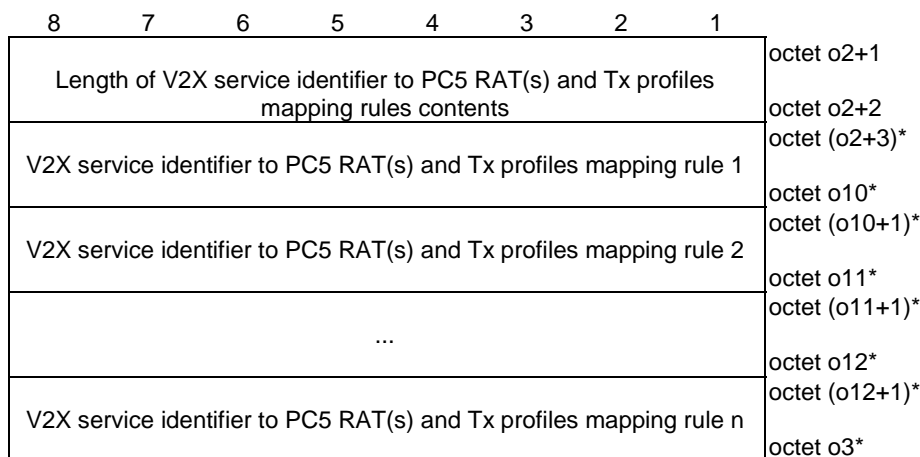 8 7 6 5 4 3 2 1
octet o2+1
Length of V2X service identifier to PC5 RAT(s) and Tx profiles
mapping rules contents
octet o2+2
octet (o2+3)*
V2X service identifier to PC5 RAT(s) and Tx profiles mapping rule 1
octet o10*
octet (o10+1)*
V2X service identifier to PC5 RAT(s) and Tx profiles mapping rule 2
octet o11*
octet (o11+1)*
...
octet o12*
octet (o12+1)*
V2X service identifier to PC5 RAT(s) and Tx profiles mapping rule n
octet o3*